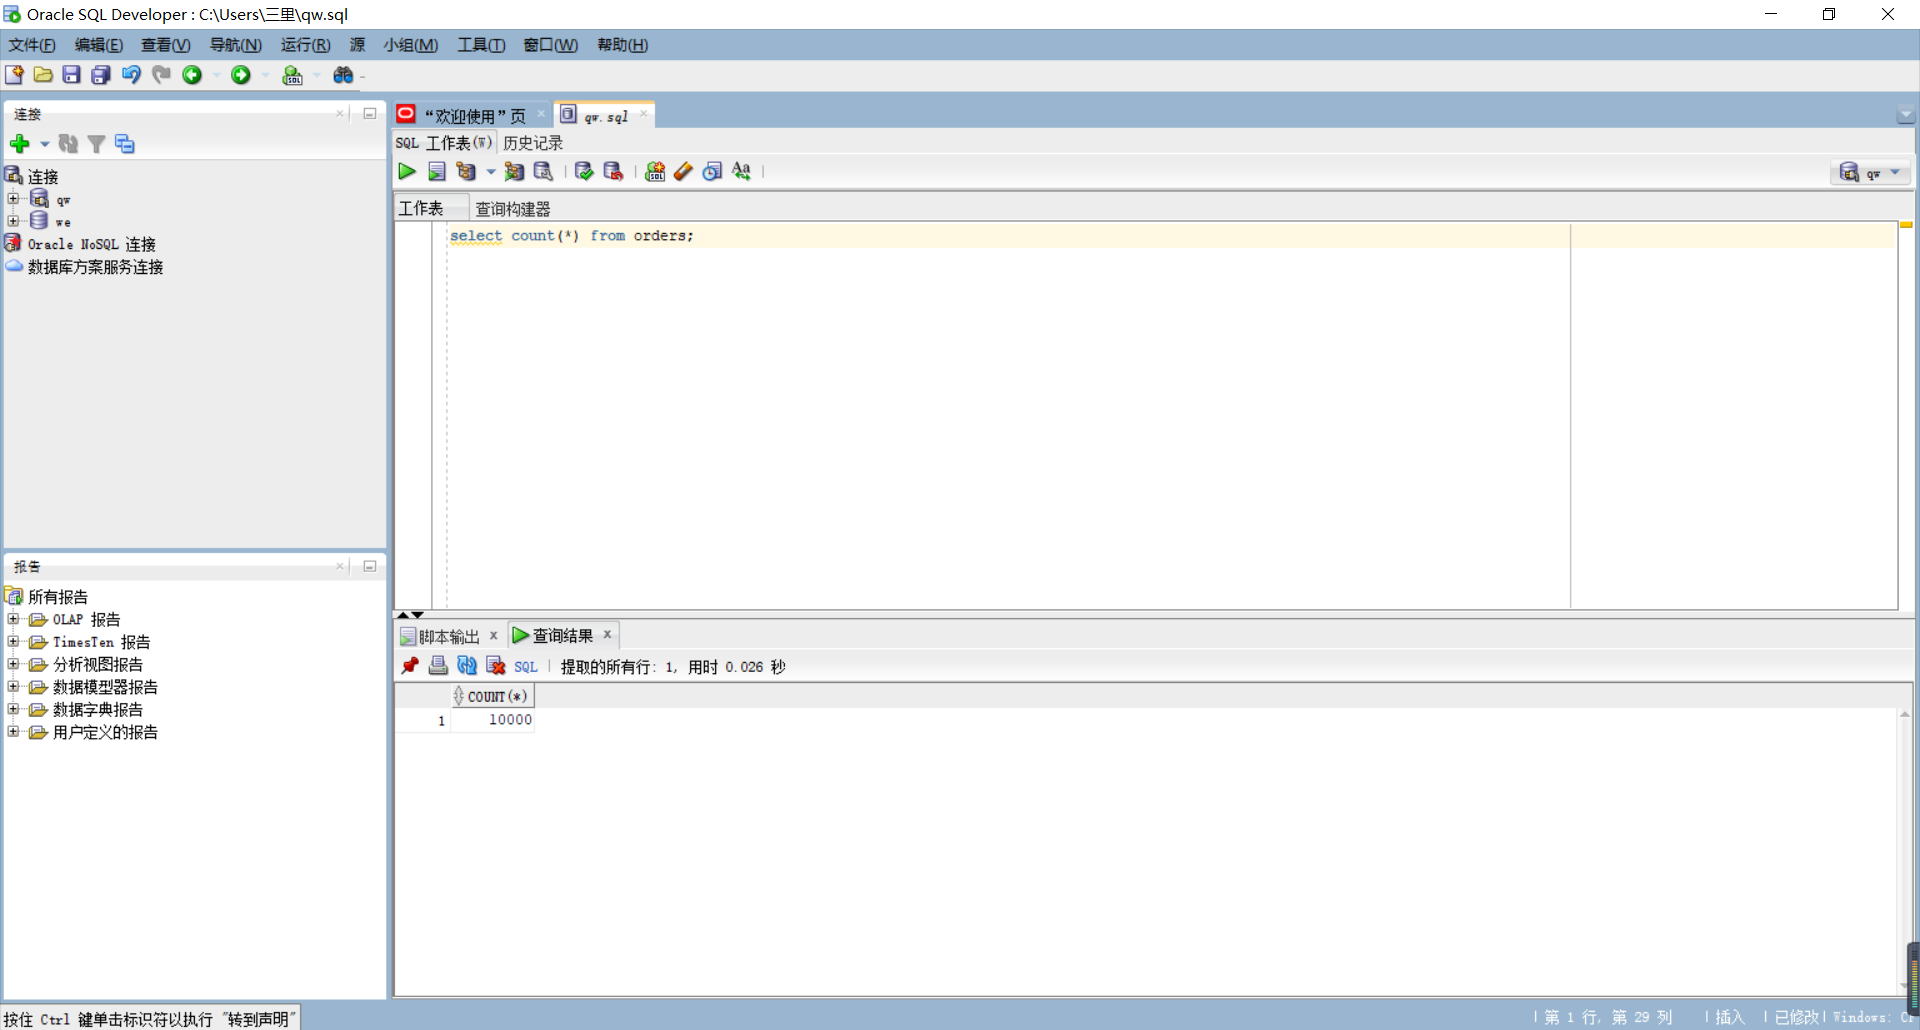 Oracle SQL Developer : C:\Users\三里\qw.sql
文件(F) 编辑(E) 查看(V) 导航(N) 运行(R) 源 小组(M) 工具(T) 窗口(W) 帮助(H)
连接
连接
qw
we
Oracle NoSQL 连接
数据库方案服务连接
报告
所有报告
OLAP 报告
TimesTen 报告
分析视图报告
数据模型器报告
数据字典报告
用户定义的报告
“欢迎使用”页 qw.sql
SQL 工作表(W) 历史记录
qw
工作表 查询构建器
select count(*) from orders;
脚本输出 查询结果
SQL 提取的所有行: 1, 用时 0.026 秒
COUNT(*)
1 10000
按住 Ctrl 键单击标识符以执行 "转到声明"
第 1 行, 第 29 列 插入 已修改 Windows: